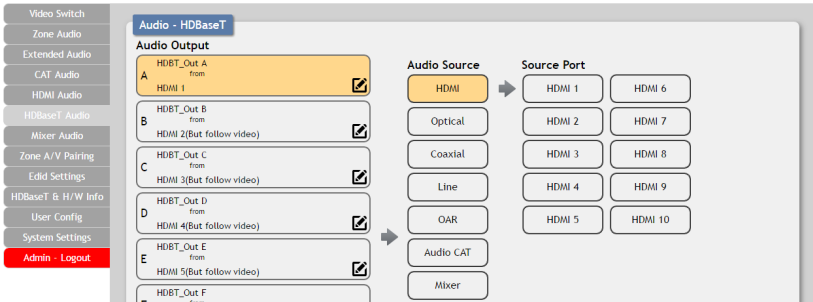 Video Switch
Zone Audio
Extended Audio
CAT Audio
HDMI Audio
HDBaseT Audio
Mixer Audio
Zone A/V Pairing
Edid Settings
HDBaseT & H/W Info
User Config
System Settings
Admin - Logout
Audio - HDBaseT
Audio Output
HDBT_Out A
from
A
HDMI 1
HDBT_Out B
from
B
HDMI 2(But follow video)
HDBT_Out C
from
C
HDMI 3(But follow video)
HDBT_Out D
from
D
HDMI 4(But follow video)
HDBT_Out E
from
E
HDMI 5(But follow video)
HDBT_Out F
from
Audio Source
HDMI
Optical
Coaxial
Line
OAR
Audio CAT
Mixer
Source Port
HDMI 1 HDMI 6
HDMI 2 HDMI 7
HDMI 3 HDMI 8
HDMI 4 HDMI 9
HDMI 5 HDMI 10